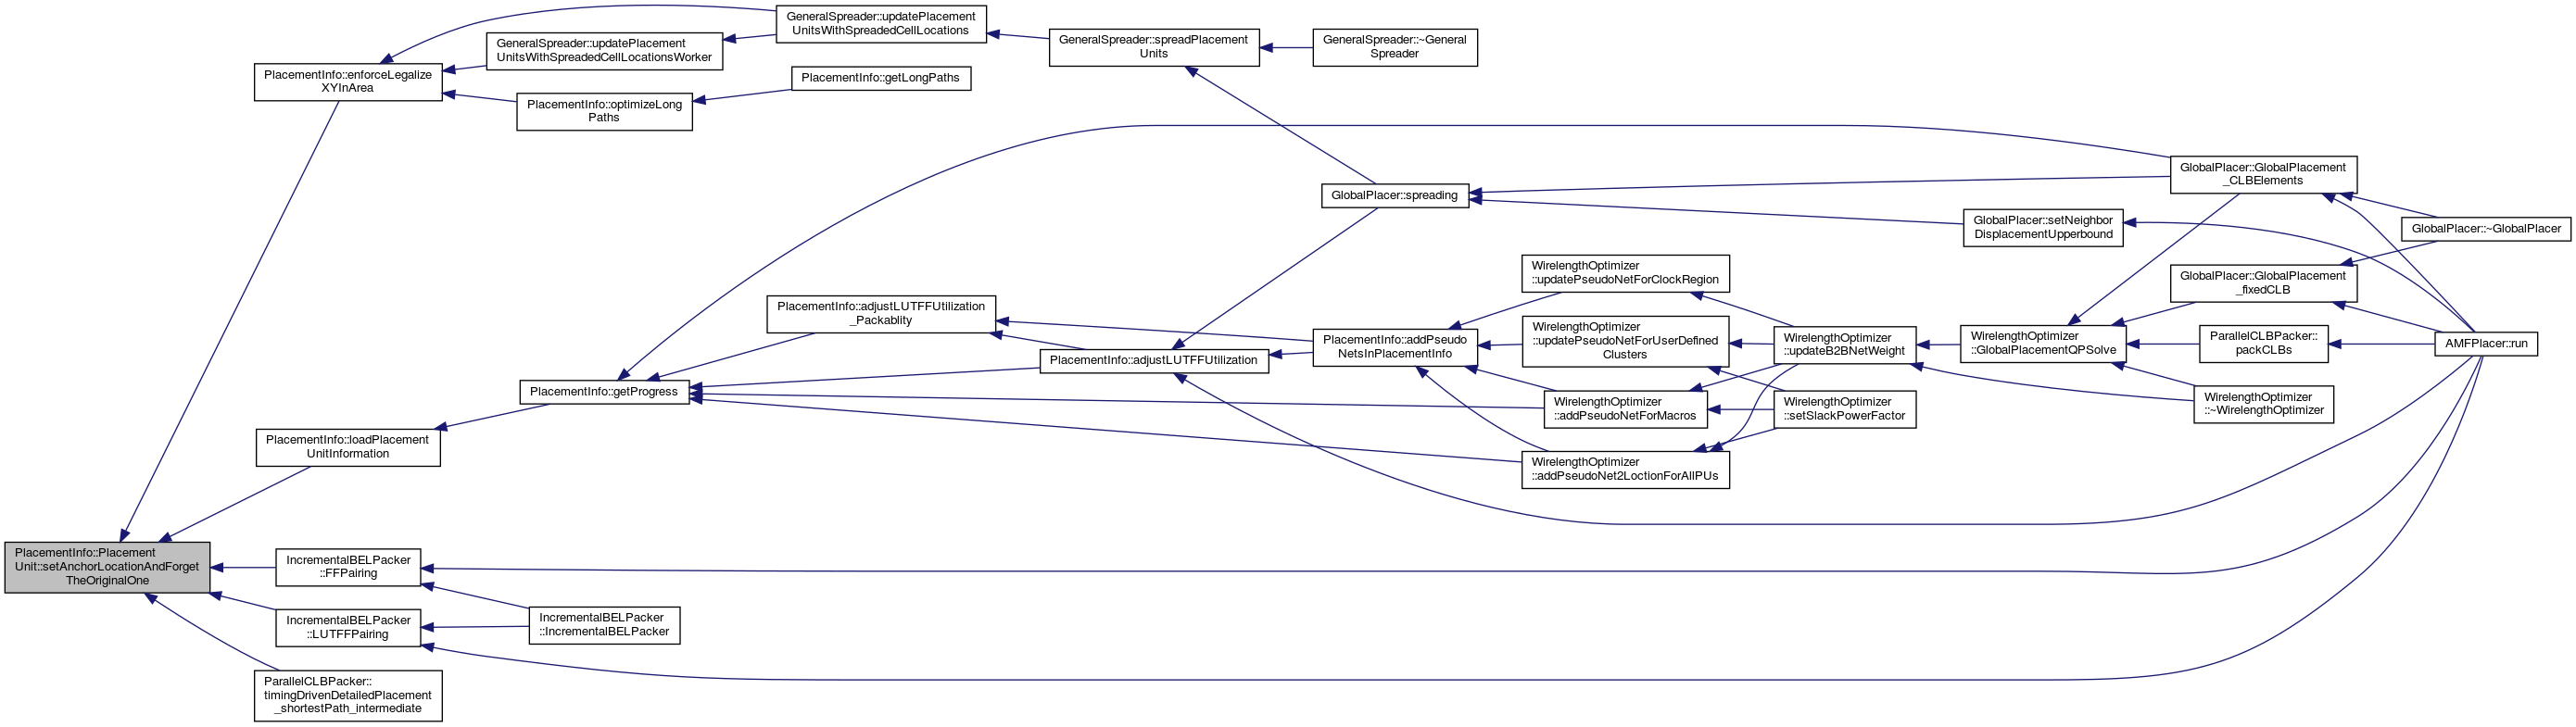 GeneralSpreader::updatePlacement
UnitsWithSpreadedCellLocations
GeneralSpreader::updatePlacement
UnitsWithSpreadedCellLocationsWorker
GeneralSpreader::spreadPlacement
Units
GeneralSpreader::~General
Spreader
PlacementInfo::enforceLegalize
XYInArea
PlacementInfo::getLongPaths
PlacementInfo::optimizeLong
Paths
GlobalPlacer::GlobalPlacement
_CLBElements
GlobalPlacer::spreading
GlobalPlacer::setNeighbor
DisplacementUpperbound
GlobalPlacer::~GlobalPlacer
WirelengthOptimizer
::updatePseudoNetForClockRegion
GlobalPlacer::GlobalPlacement
_fixedCLB
PlacementInfo::adjustLUTFFUtilization
_Packablity
PlacementInfo::addPseudo
NetsInPlacementInfo
WirelengthOptimizer
::updatePseudoNetForUserDefined
Clusters
WirelengthOptimizer
::updateB2BNetWeight
WirelengthOptimizer
::GlobalPlacementQPSolve
ParallelCLBPacker::
packCLBs
AMFPlacer::run
PlacementInfo::adjustLUTFFUtilization
PlacementInfo::getProgress
WirelengthOptimizer
::addPseudoNetForMacros
WirelengthOptimizer
::setSlackPowerFactor
WirelengthOptimizer
::~WirelengthOptimizer
PlacementInfo::loadPlacement
UnitInformation
WirelengthOptimizer
::addPseudoNet2LoctionForAllPUs
PlacementInfo::Placement
Unit::setAnchorLocationAndForget
TheOriginalOne
IncrementalBELPacker
::FFPairing
IncrementalBELPacker
::LUTFFPairing
IncrementalBELPacker
::IncrementalBELPacker
ParallelCLBPacker::
timingDrivenDetailedPlacement
_shortestPath_intermediate